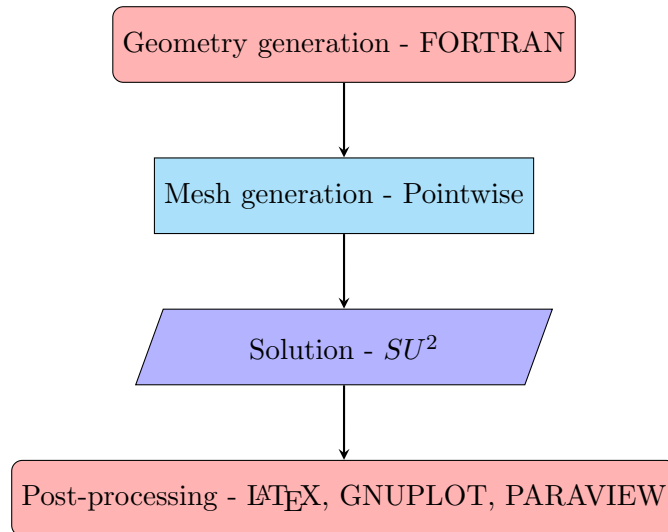 Geometry generation - FORTRAN
Mesh generation - Pointwise
Solution - SU²
Post-processing - LATEX, GNUPLOT, PARAVIEW